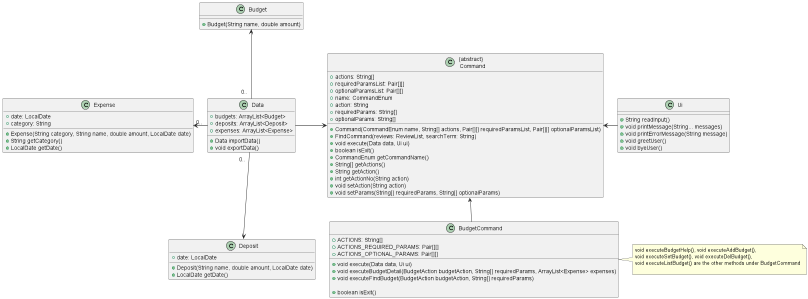 C Budget
Budget(String name, double amount)
0..
C Expense
date: LocalDate
category: String
Expense(String category, String name, double amount, LocalDate date)
String getCategory()
LocalDate getDate()
C Data
budgets: ArrayList<Budget>
deposits: ArrayList<Deposit>
expenses: ArrayList<Expense>
Data importData()
void exportData()
0..
C {abstract}
Command
actions: String[]
requiredParamsList: Pair[][]
optionalParamsList: Pair[][]
name: CommandEnum
action: String
requiredParams: String[]
optionalParams: String[]
Command(CommandEnum name, String[] actions, Pair[][] requiredParamsList, Pair[][] optionalParamsList)
FindCommand(reviews: ReviewList, searchTerm: String)
void execute(Data data, UI ui)
boolean isExit()
CommandEnum getCommandName()
String[] getActions()
String getAction()
int getActionNo(String action)
void setAction(String action)
void setParams(String[] requiredParams, String[] optionalParams)
C Ui
String readInput()
void printMessage(String... messages)
void printErrorMessage(String message)
void greetUser()
void byeUser()
C Deposit
date: LocalDate
Deposit(String name, double amount, LocalDate date)
LocalDate getDate()
C BudgetCommand
ACTIONS: String[]
ACTIONS_REQUIRED_PARAMS: Pair[][]
ACTIONS_OPTIONAL_PARAMS: Pair[][]
void execute(Data data, Ui ui)
void executeBudgetDetail(BudgetAction budgetAction, String[] requiredParams, ArrayList<Expense> expenses)
void executeFindBudget(BudgetAction budgetAction, String[] requiredParams)
boolean isExit()
void executeBudgetHelp(), void executeAddBudget(),
void executeSetBudget(), void executeDelBudget(),
void executeListBudget() are the other methods under BudgetCommand